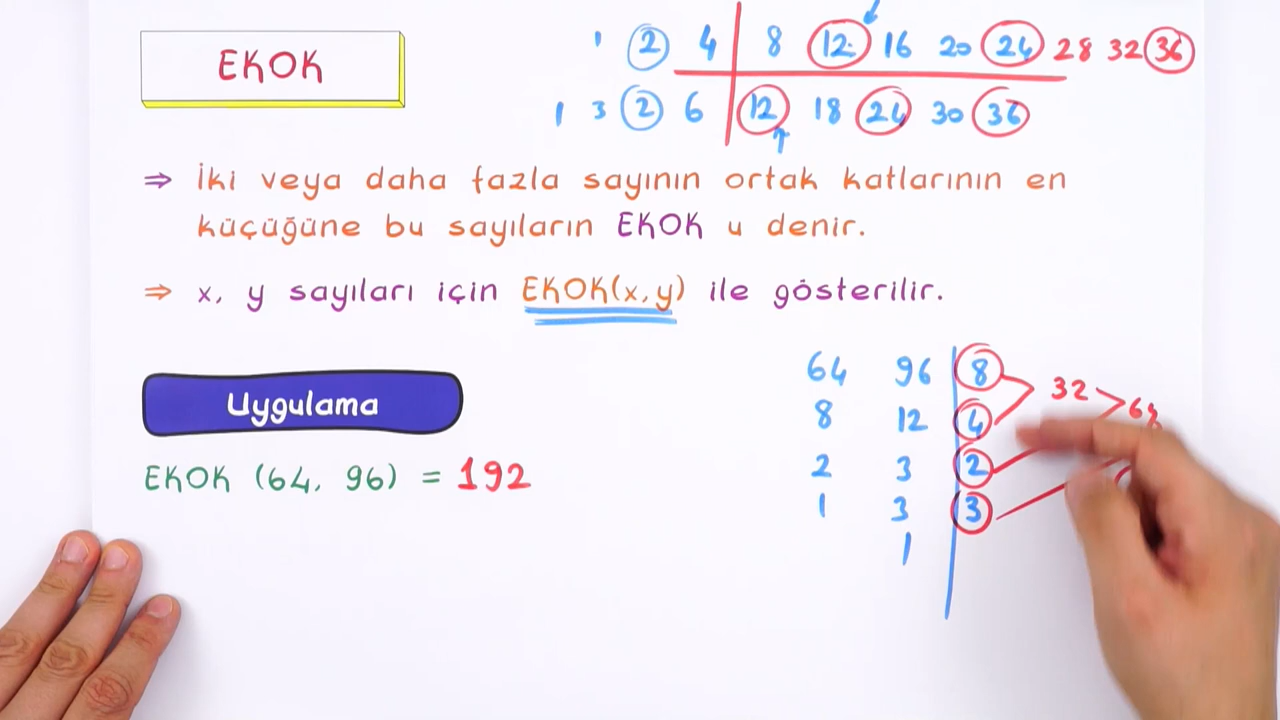 EKOK
1 2 4 8 12 16 20 24 28 32 36
1 3 2 6 12 18 24 30 36
⇒ İki veya daha fazla sayının ortak katlarının en
küçüğüne bu sayıların EKOK u denir.
⇒ x, y sayıları için EKOK(x,y) ile gösterilir.
Uygulama
EKOK (64, 96) = 192
64 96 8
8 12 4
2 3 2
1 3 3
1
32